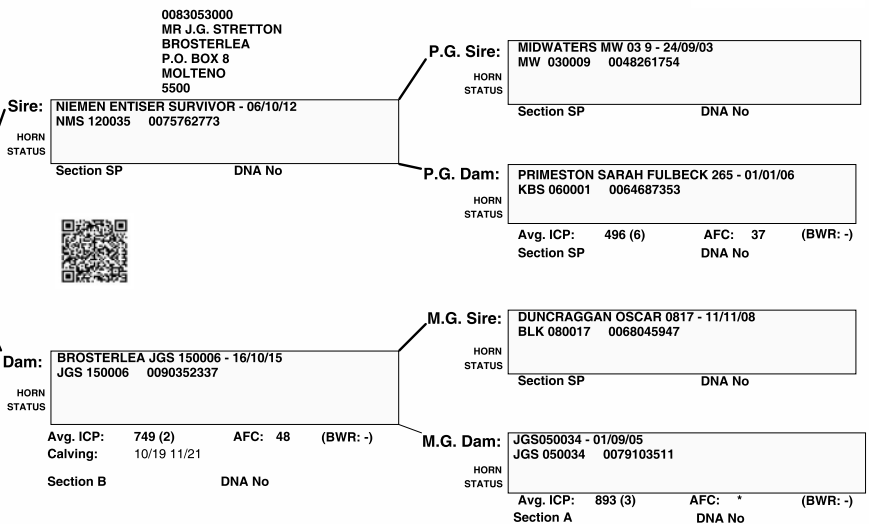 0083053000
MR J.G. STRETTON
BROSTERLEA
P.O. BOX 8
MOLTENO
5500
Sire:
NIEMEN ENTISER SURVIVOR - 06/10/12
NMS 120035 0075762773
HORN
STATUS
Section SP DNA No
P.G. Sire:
MIDWATERS MW 03 9 - 24/09/03
MW 030009 0048261754
HORN
STATUS
Section SP DNA No
P.G. Dam:
PRIMESTON SARAH FULBECK 265 - 01/01/06
KBS 060001 0064687353
HORN
STATUS
Avg. ICP: 496 (6) AFC: 37 (BWR: -)
Section SP DNA No
Dam:
BROSTERLEA JGS 150006 - 16/10/15
JGS 150006 0090352337
HORN
STATUS
Avg. ICP: 749 (2) AFC: 48 (BWR: -)
Calving: 10/19 11/21
Section B DNA No
M.G. Sire:
DUNCRAGGAN OSCAR 0817 - 11/11/08
BLK 080017 0068045947
HORN
STATUS
Section SP DNA No
M.G. Dam:
JGS050034 - 01/09/05
JGS 050034 0079103511
HORN
STATUS
Avg. ICP: 893 (3) AFC: * (BWR: -)
Section A DNA No